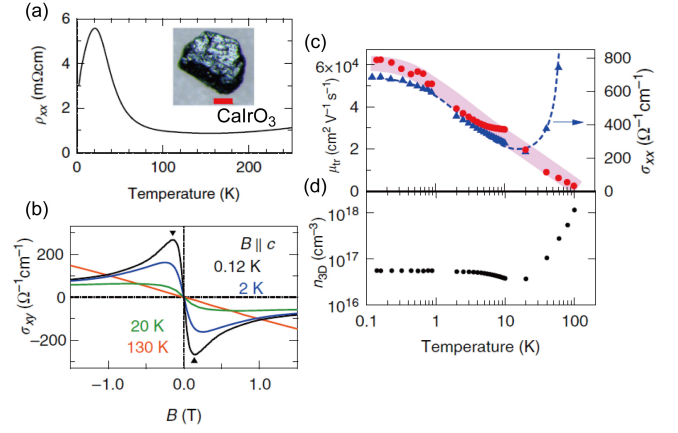 (a)
6
4
2
0
ρxx (mΩcm)
CaIrO3
0
100
200
Temperature (K)
(b)
200
0
−200
σxy (Ω−1cm−1)
B || c
0.12 K
2 K
20 K
130 K
−1.0
0.0
1.0
B (T)
(c)
6×10⁴
4
2
0
μtr (cm² V−1 s−1)
800
600
400
200
0
σxx (Ω−1cm−1)
(d)
10¹⁸
10¹⁷
10¹⁶
n3D (cm−3)
0.1
1
10
100
Temperature (K)